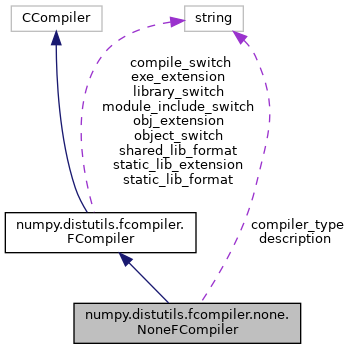 CCompiler
string
compile_switch
exe_extension
library_switch
module_include_switch
obj_extension
object_switch
shared_lib_format
static_lib_extension
static_lib_format
numpy.distutils.fcompiler.
FCompiler
compiler_type
description
numpy.distutils.fcompiler.none.
NoneFCompiler